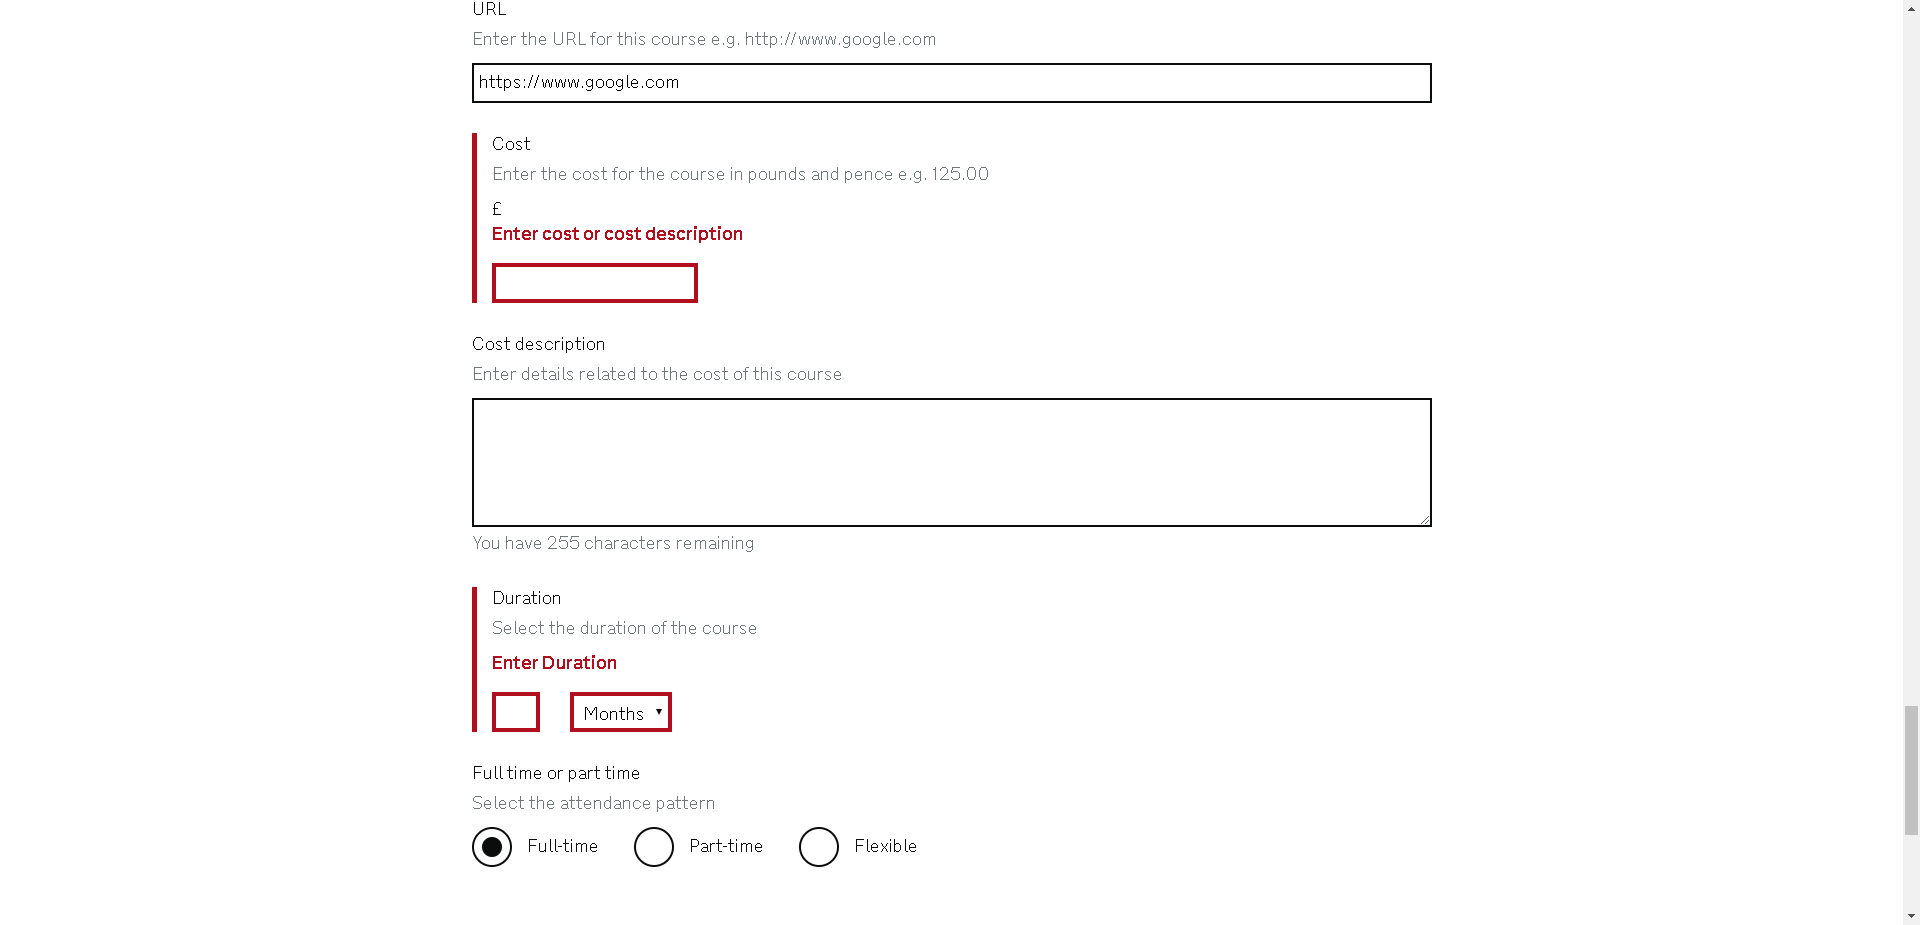 URL
Enter the URL for this course e.g. http://www.google.com
https://www.google.com
Cost
Enter the cost for the course in pounds and pence e.g. 125.00
£
Enter cost or cost description
Cost description
Enter details related to the cost of this course
You have 255 characters remaining
Duration
Select the duration of the course
Enter Duration
Months
Full time or part time
Select the attendance pattern
Full-time Part-time Flexible